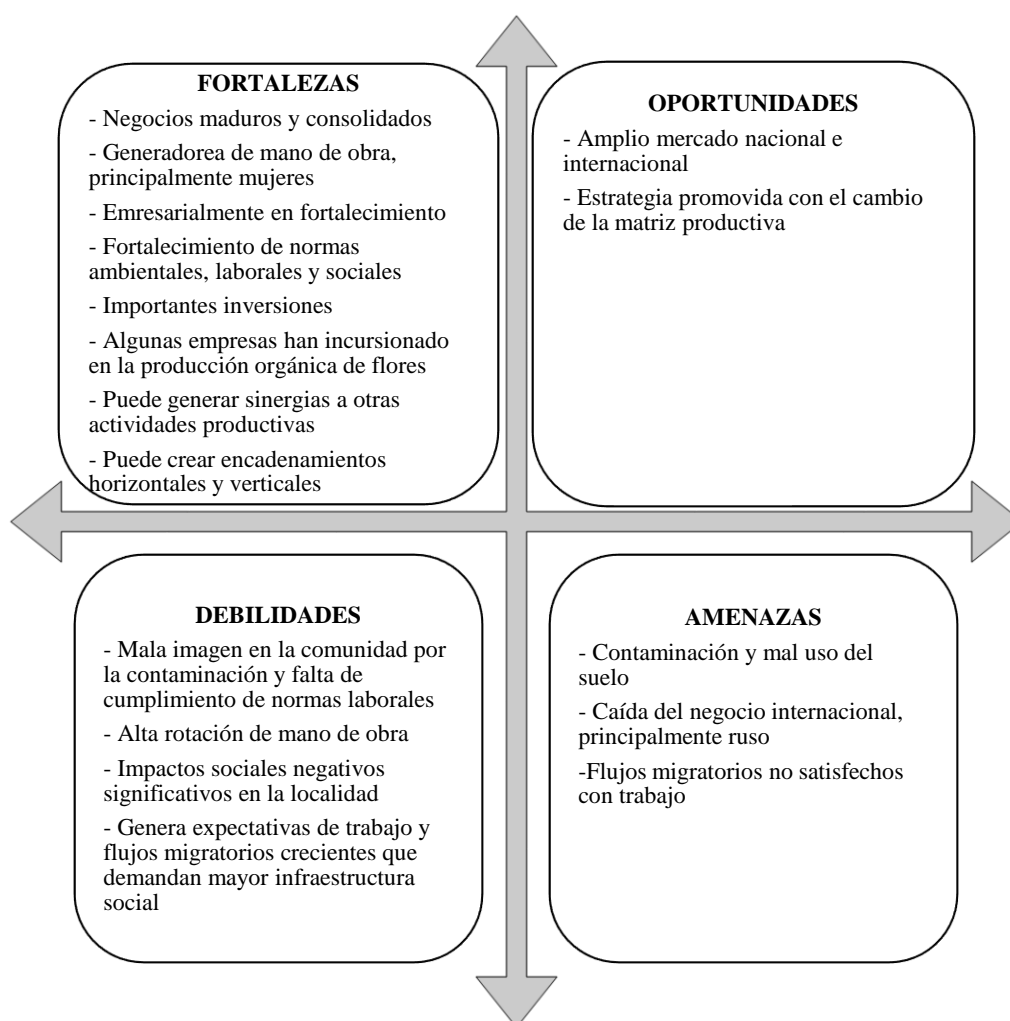 FORTALEZAS
- Negocios maduros y consolidados
- Generadorea de mano de obra,
principalmente mujeres
- Emresarialmente en fortalecimiento
- Fortalecimiento de normas
ambientales, laborales y sociales
- Importantes inversiones
- Algunas empresas han incursionado
en la producción orgánica de flores
- Puede generar sinergias a otras
actividades productivas
- Puede crear encadenamientos
horizontales y verticales
OPORTUNIDADES
- Amplio mercado nacional e
internacional
- Estrategia promovida con el cambio
de la matriz productiva
DEBILIDADES
- Mala imagen en la comunidad por
la contaminación y falta de
cumplimiento de normas laborales
- Alta rotación de mano de obra
- Impactos sociales negativos
significativos en la localidad
- Genera expectativas de trabajo y
flujos migratorios crecientes que
demandan mayor infraestructura
social
AMENAZAS
- Contaminación y mal uso del
suelo
- Caída del negocio internacional,
principalmente ruso
-Flujos migratorios no satisfechos
con trabajo